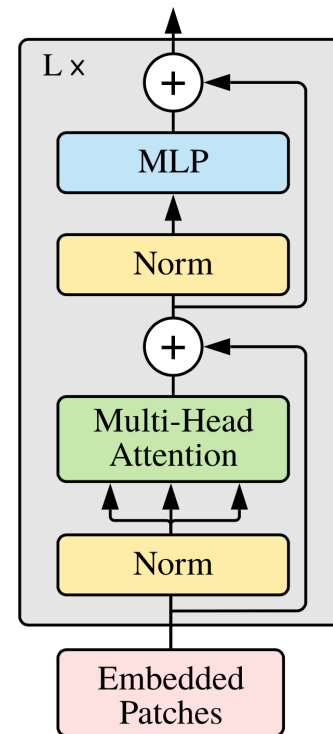 L ×
+
MLP
Norm
+
Multi-Head
Attention
Norm
Embedded
Patches